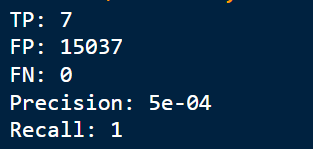 TP: 7
FP: 15037
FN: 0
Precision: 5e-04
Recall: 1